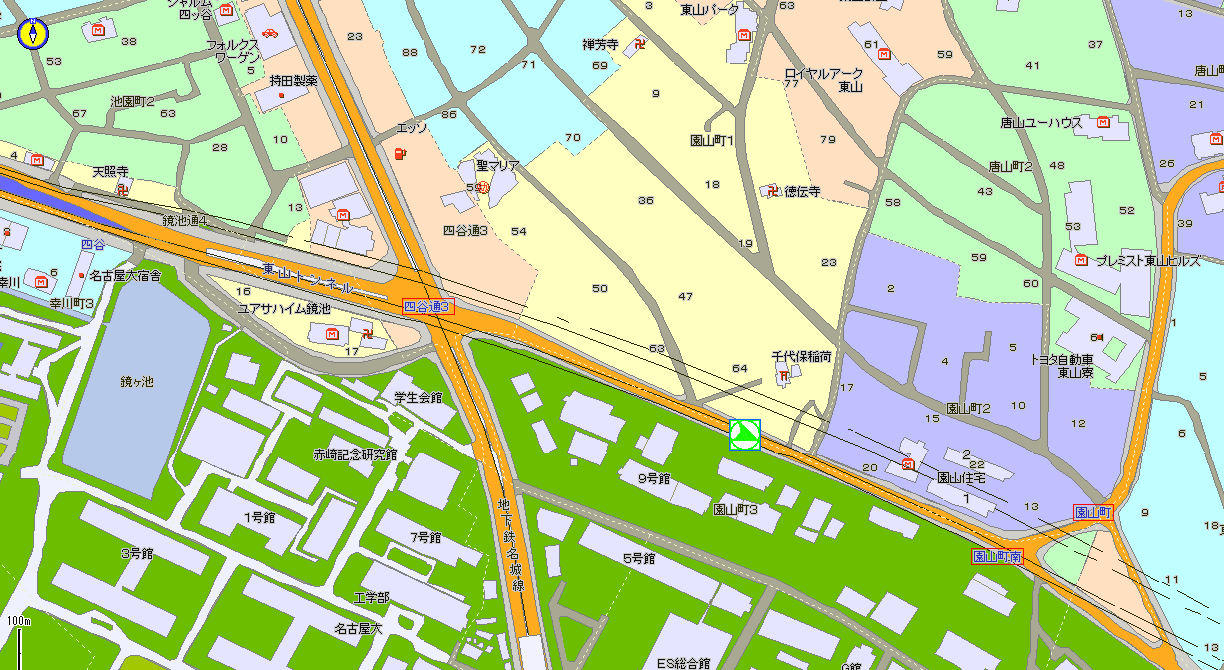 シャルム
四ッ谷
38
53
フォルクス
ワーゲン
5
持田製薬
池園町2
67
63
28
10
23
88
72
71
69
禅芳寺
3
東山パーク
63
61
59
37
13
41
ロイヤルアーク
東山
77
9
86
エッソ
70
園山町1
79
唐山ユーハウス
21
唐山町2
48
26
4
天照寺
聖マリア
59
18
徳伝寺
43
58
52
39
13
鏡池通4
四谷通3
54
36
19
53
8
四谷
6
名古屋大宿舎
幸川
幸川町3
東山トンネル
16
ユアサハイム鏡池
17
四谷通3
50
47
23
59
60
プレミスト東山ヒルズ
2
1
63
64
千代保稲荷
4
5
6
トヨタ自動車
東山寮
5
鏡ヶ池
学生会館
17
15
園山町2
10
12
6
赤崎記念研究館
9号館
20
2
22
園山住宅
1
13
園山町
9
18
地下鉄名城線
園山町3
1号館
7号館
3号館
5号館
園山町南
11
工学部
名古屋大
100m
ES総合館
13